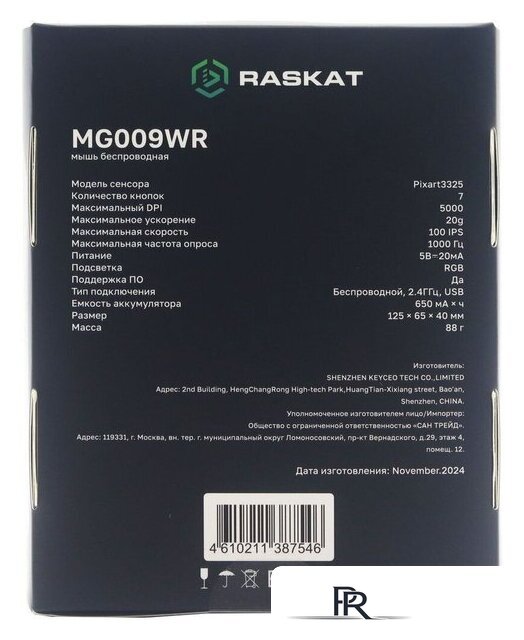 RASKAT
MG009WR
мышь беспроводная
Модель сенсора Pixart3325
Количество кнопок 7
Максимальный DPI 5000
Максимальное ускорение 20g
Максимальная скорость 100 IPS
Максимальная частота опроса 1000 Гц
Питание 5В⎓20мА
Подсветка RGB
Поддержка ПО Да
Тип подключения Беспроводной, 2.4ГГц, USB
Емкость аккумулятора 650 мА × ч
Размер 125 × 65 × 40 мм
Масса 88 г
Изготовитель:
SHENZHEN KEYCEO TECH CO.,LIMITED
Адрес: 2nd Building, HengChangRong High-tech Park,HuangTian-Xixiang street, Bao'an,
Shenzhen, CHINA.
Уполномоченное изготовителем лицо/Импортер:
Общество с ограниченной ответственностью «САН ТРЕЙД».
Адрес: 119331, г. Москва, вн. тер. г. муниципальный округ Ломоносовский, пр-кт Вернадского, д.29, этаж 4,
помещ. 12.
Дата изготовления: November.2024
4 610211 387546
PR